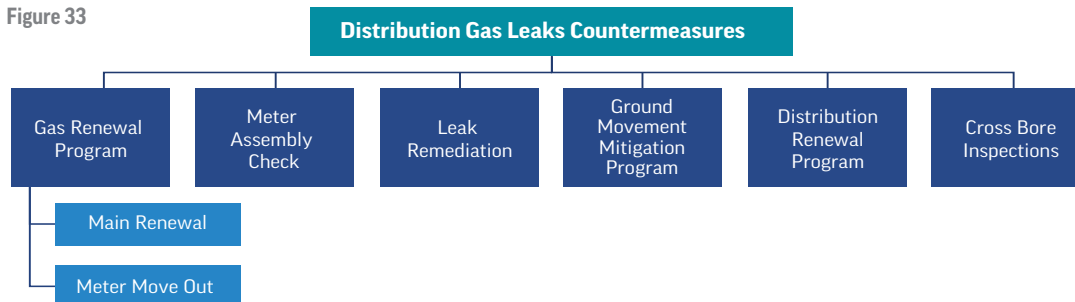 Figure 33
Distribution Gas Leaks Countermeasures
Gas Renewal
Program
Meter
Assembly
Check
Leak
Remediation
Ground
Movement
Mitigation
Program
Distribution
Renewal
Program
Cross Bore
Inspections
Main Renewal
Meter Move Out